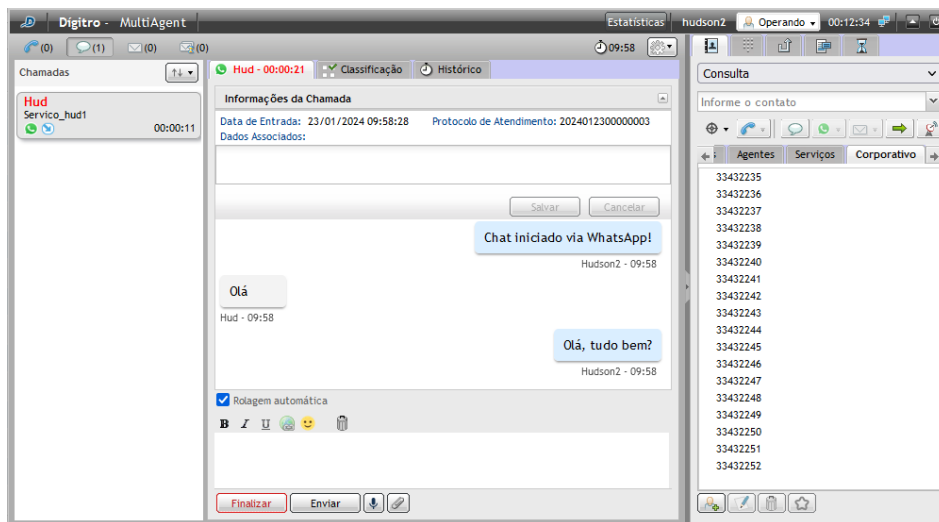 Dígitro - MultiAgent
Estatísticas hudson2 Operando 00:12:34
(0) (1) (0) (0) 09:58
Chamadas
Hud
Servico_hud1
00:00:11
Hud - 00:00:21 Classificação Histórico
Informações da Chamada
Data de Entrada: 23/01/2024 09:58:28 Protocolo de Atendimento: 2024012300000003
Dados Associados:
Salvar Cancelar
Chat iniciado via WhatsApp!
Hudson2 - 09:58
Olá
Hud - 09:58
Olá, tudo bem?
Hudson2 - 09:58
Rolagem automática
B I U
Finalizar Enviar
Consulta
Informe o contato
Agentes Serviços Corporativo
33432235
33432236
33432237
33432238
33432239
33432240
33432241
33432242
33432243
33432244
33432245
33432246
33432247
33432248
33432249
33432250
33432251
33432252